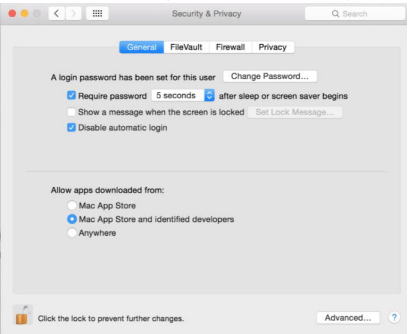 Security & Privacy
Search
General FileVault Firewall Privacy
A login password has been set for this user Change Password...
Require password 5 seconds after sleep or screen saver begins
Show a message when the screen is locked Set Lock Message...
Disable automatic login
Allow apps downloaded from:
Mac App Store
Mac App Store and identified developers
Anywhere
Click the lock to prevent further changes. Advanced... ?